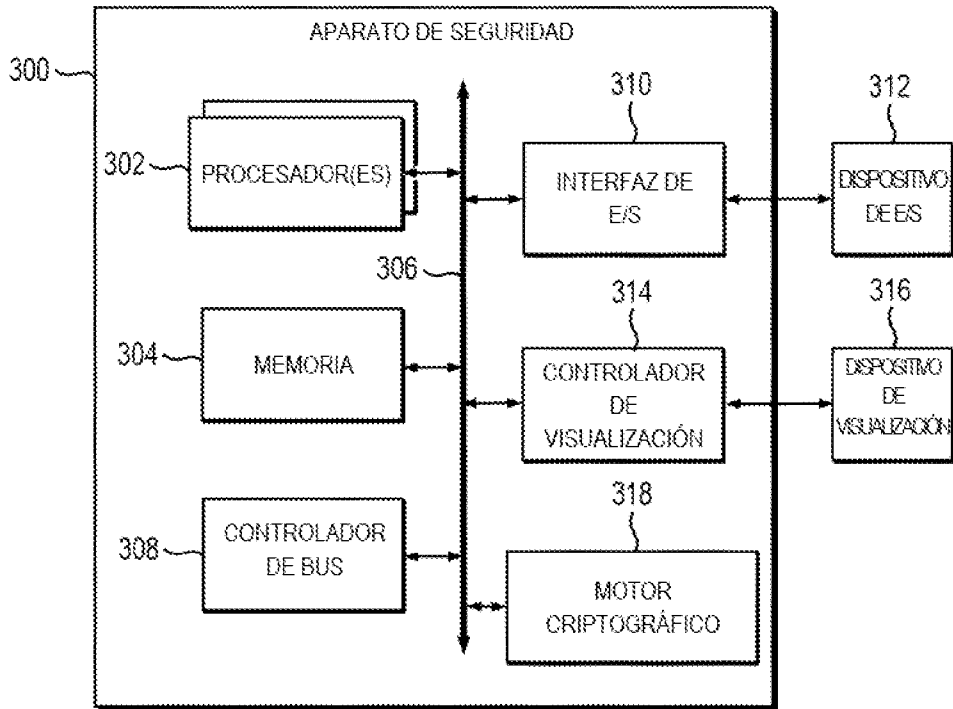 APARATO DE SEGURIDAD
300
310
312
302
PROCESADOR(ES)
INTERFAZ DE
E/S
DISPOSITIVO
DE E/S
306
314
316
304
MEMORIA
CONTROLADOR
DE
VISUALIZACIÓN
DISPOSITIVO
DE
VISUALIZACIÓN
318
308
CONTROLADOR
DE BUS
MOTOR
CRIPTOGRÁFICO